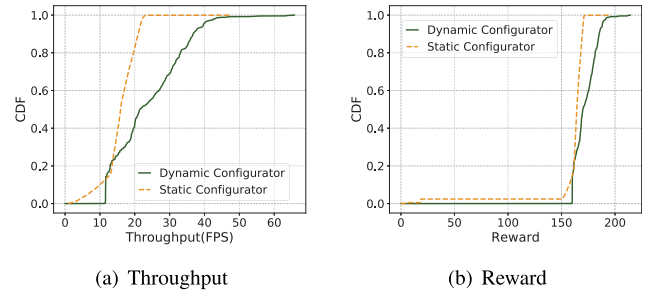 1.0
0.8
0.6
0.4
0.2
0.0
CDF
Dynamic Configurator
Static Configurator
0 10 20 30 40 50 60
Throughput(FPS)
(a) Throughput
1.0
0.8
0.6
0.4
0.2
0.0
CDF
Dynamic Configurator
Static Configurator
0 50 100 150 200
Reward
(b) Reward